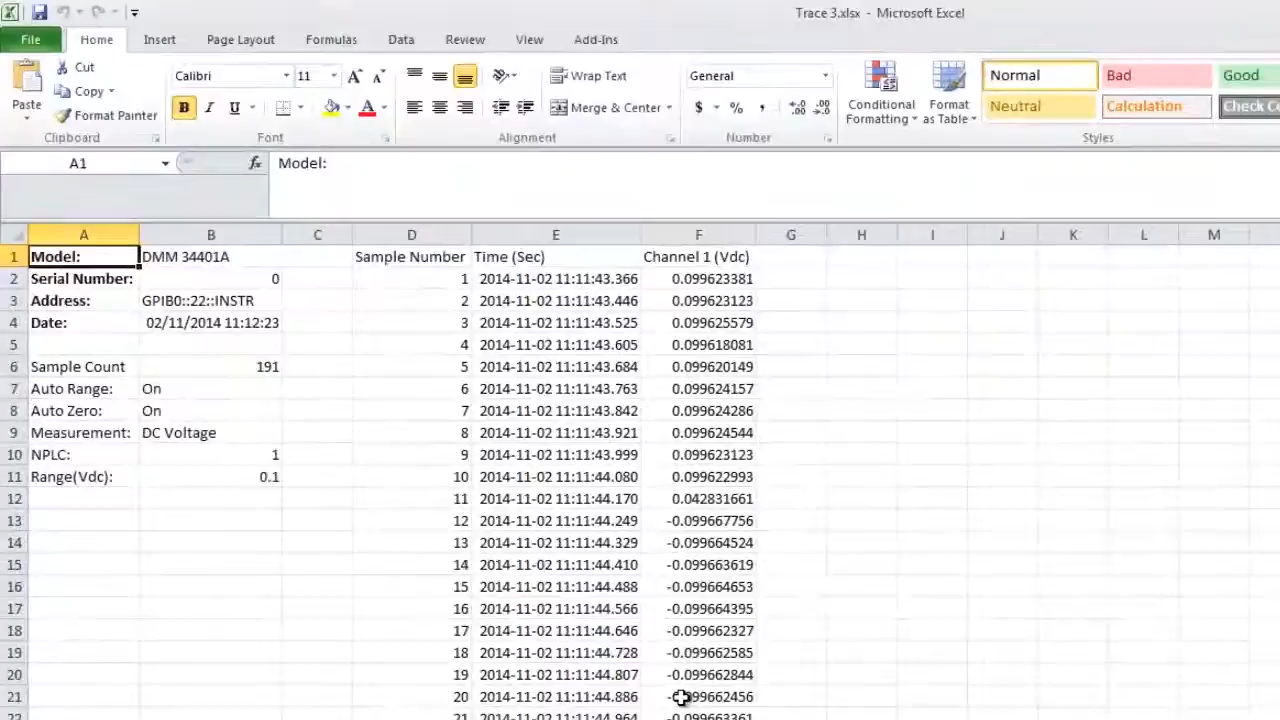 Trace 3.xlsx - Microsoft Excel
File Home Insert Page Layout Formulas Data Review View Add-Ins
Paste Cut Calibri 11 Wrap Text General Conditional Formatting Format as Table Normal Bad Good
Copy Merge & Center $ % , Neutral Calculation
Format Painter B I U
Clipboard Font Alignment Number Styles
A1 fx Model:
A B C D E F G H I J K L M
1 Model: DMM 34401A Sample Number Time (Sec) Channel 1 (Vdc)
2 Serial Number: 0 1 2014-11-02 11:11:43.366 0.099623381
3 Address: GPIB0::22::INSTR 2 2014-11-02 11:11:43.446 0.099623123
4 Date: 02/11/2014 11:12:23 3 2014-11-02 11:11:43.525 0.099625579
5 4 2014-11-02 11:11:43.605 0.099618081
6 Sample Count 191 5 2014-11-02 11:11:43.684 0.099620149
7 Auto Range: On 6 2014-11-02 11:11:43.763 0.099624157
8 Auto Zero: On 7 2014-11-02 11:11:43.842 0.099624286
9 Measurement: DC Voltage 8 2014-11-02 11:11:43.921 0.099624544
10 NPLC: 1 9 2014-11-02 11:11:43.999 0.099623123
11 Range(Vdc): 0.1 10 2014-11-02 11:11:44.080 0.099622993
12 11 2014-11-02 11:11:44.170 0.042831661
13 12 2014-11-02 11:11:44.249 -0.099667756
14 13 2014-11-02 11:11:44.329 -0.099664524
15 14 2014-11-02 11:11:44.410 -0.099663619
16 15 2014-11-02 11:11:44.488 -0.099664653
17 16 2014-11-02 11:11:44.566 -0.099664395
18 17 2014-11-02 11:11:44.646 -0.099662327
19 18 2014-11-02 11:11:44.728 -0.099662585
20 19 2014-11-02 11:11:44.807 -0.099662844
21 20 2014-11-02 11:11:44.886
22 21 2014-11-02 11:11:44.964 -0.099663361